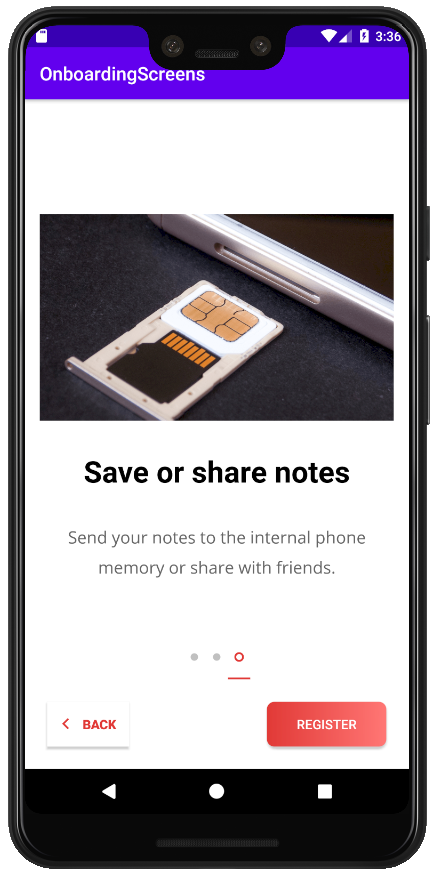 3:36
OnboardingScreens
Save or share notes
Send your notes to the internal phone
memory or share with friends.
BACK
REGISTER